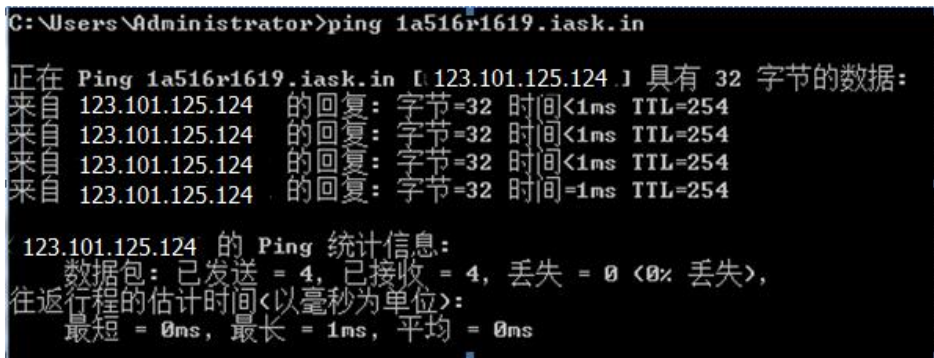 C:\Users\Administrator>ping 1a516r1619.iask.in
正在 Ping 1a516r1619.iask.in [ 123.101.125.124 ] 具有 32 字节的数据:
来自 123.101.125.124 的回复: 字节=32 时间<1ms TTL=254
来自 123.101.125.124 的回复: 字节=32 时间<1ms TTL=254
来自 123.101.125.124 的回复: 字节=32 时间<1ms TTL=254
来自 123.101.125.124 的回复: 字节=32 时间=1ms TTL=254
123.101.125.124 的 Ping 统计信息:
数据包: 已发送 = 4, 已接收 = 4, 丢失 = 0 (0% 丢失),
往返行程的估计时间(以毫秒为单位):
最短 = 0ms, 最长 = 1ms, 平均 = 0ms